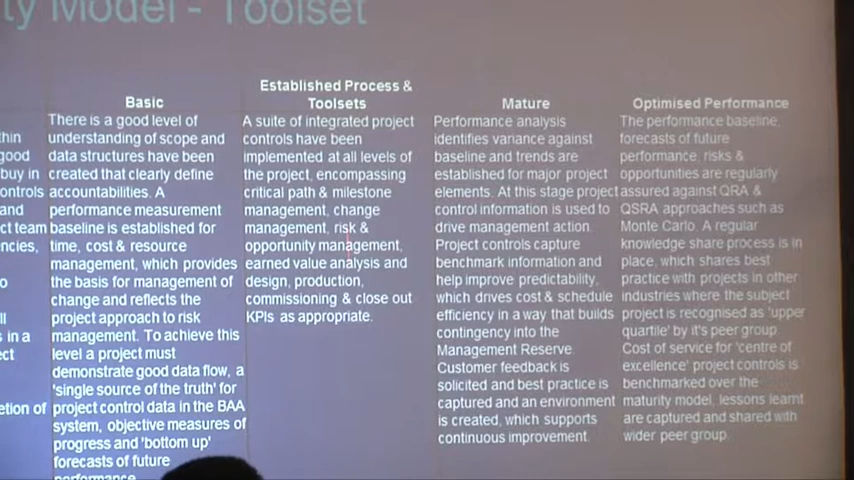 ty Model - Toolset
thin
good
buy in
ontrols
and
ct team
ncies,
o
ll
s in a
ect
etion of
Basic
There is a good level of
understanding of scope and
data structures have been
created that clearly define
accountabilities. A
performance measurement
baseline is established for
time, cost & resource
management, which provides
the basis for management of
change and reflects the
project approach to risk
management. To achieve this
level a project must
demonstrate good data flow, a
'single source of the truth' for
project control data in the BAA
system, objective measures of
progress and 'bottom up'
forecasts of future
performance
Established Process &
Toolsets
A suite of integrated project
controls have been
implemented at all levels of
the project, encompassing
critical path & milestone
management, change
management, risk &
opportunity management,
earned value analysis and
design, production,
commissioning & close out
KPIs as appropriate.
Mature
Performance analysis
identifies variance against
baseline and trends are
established for major project
elements. At this stage project
control information is used to
drive management action.
Project controls capture
benchmark information and
help improve predictability,
which drives cost & schedule
efficiency in a way that builds
contingency into the
Management Reserve.
Customer feedback is
solicited and best practice is
captured and an environment
is created, which supports
continuous improvement.
Optimised Performance
The performance baseline,
forecasts of future
performance, risks &
opportunities are regularly
assured against QRA &
QSRA approaches such as
Monte Carlo. A regular
knowledge share process is in
place, which shares best
practice with projects in other
industries where the subject
project is recognised as 'upper
quartile' by it's peer group.
Cost of service for 'centre of
excellence' project controls is
benchmarked over the
maturity model, lessons learnt
are captured and shared with
wider peer group.